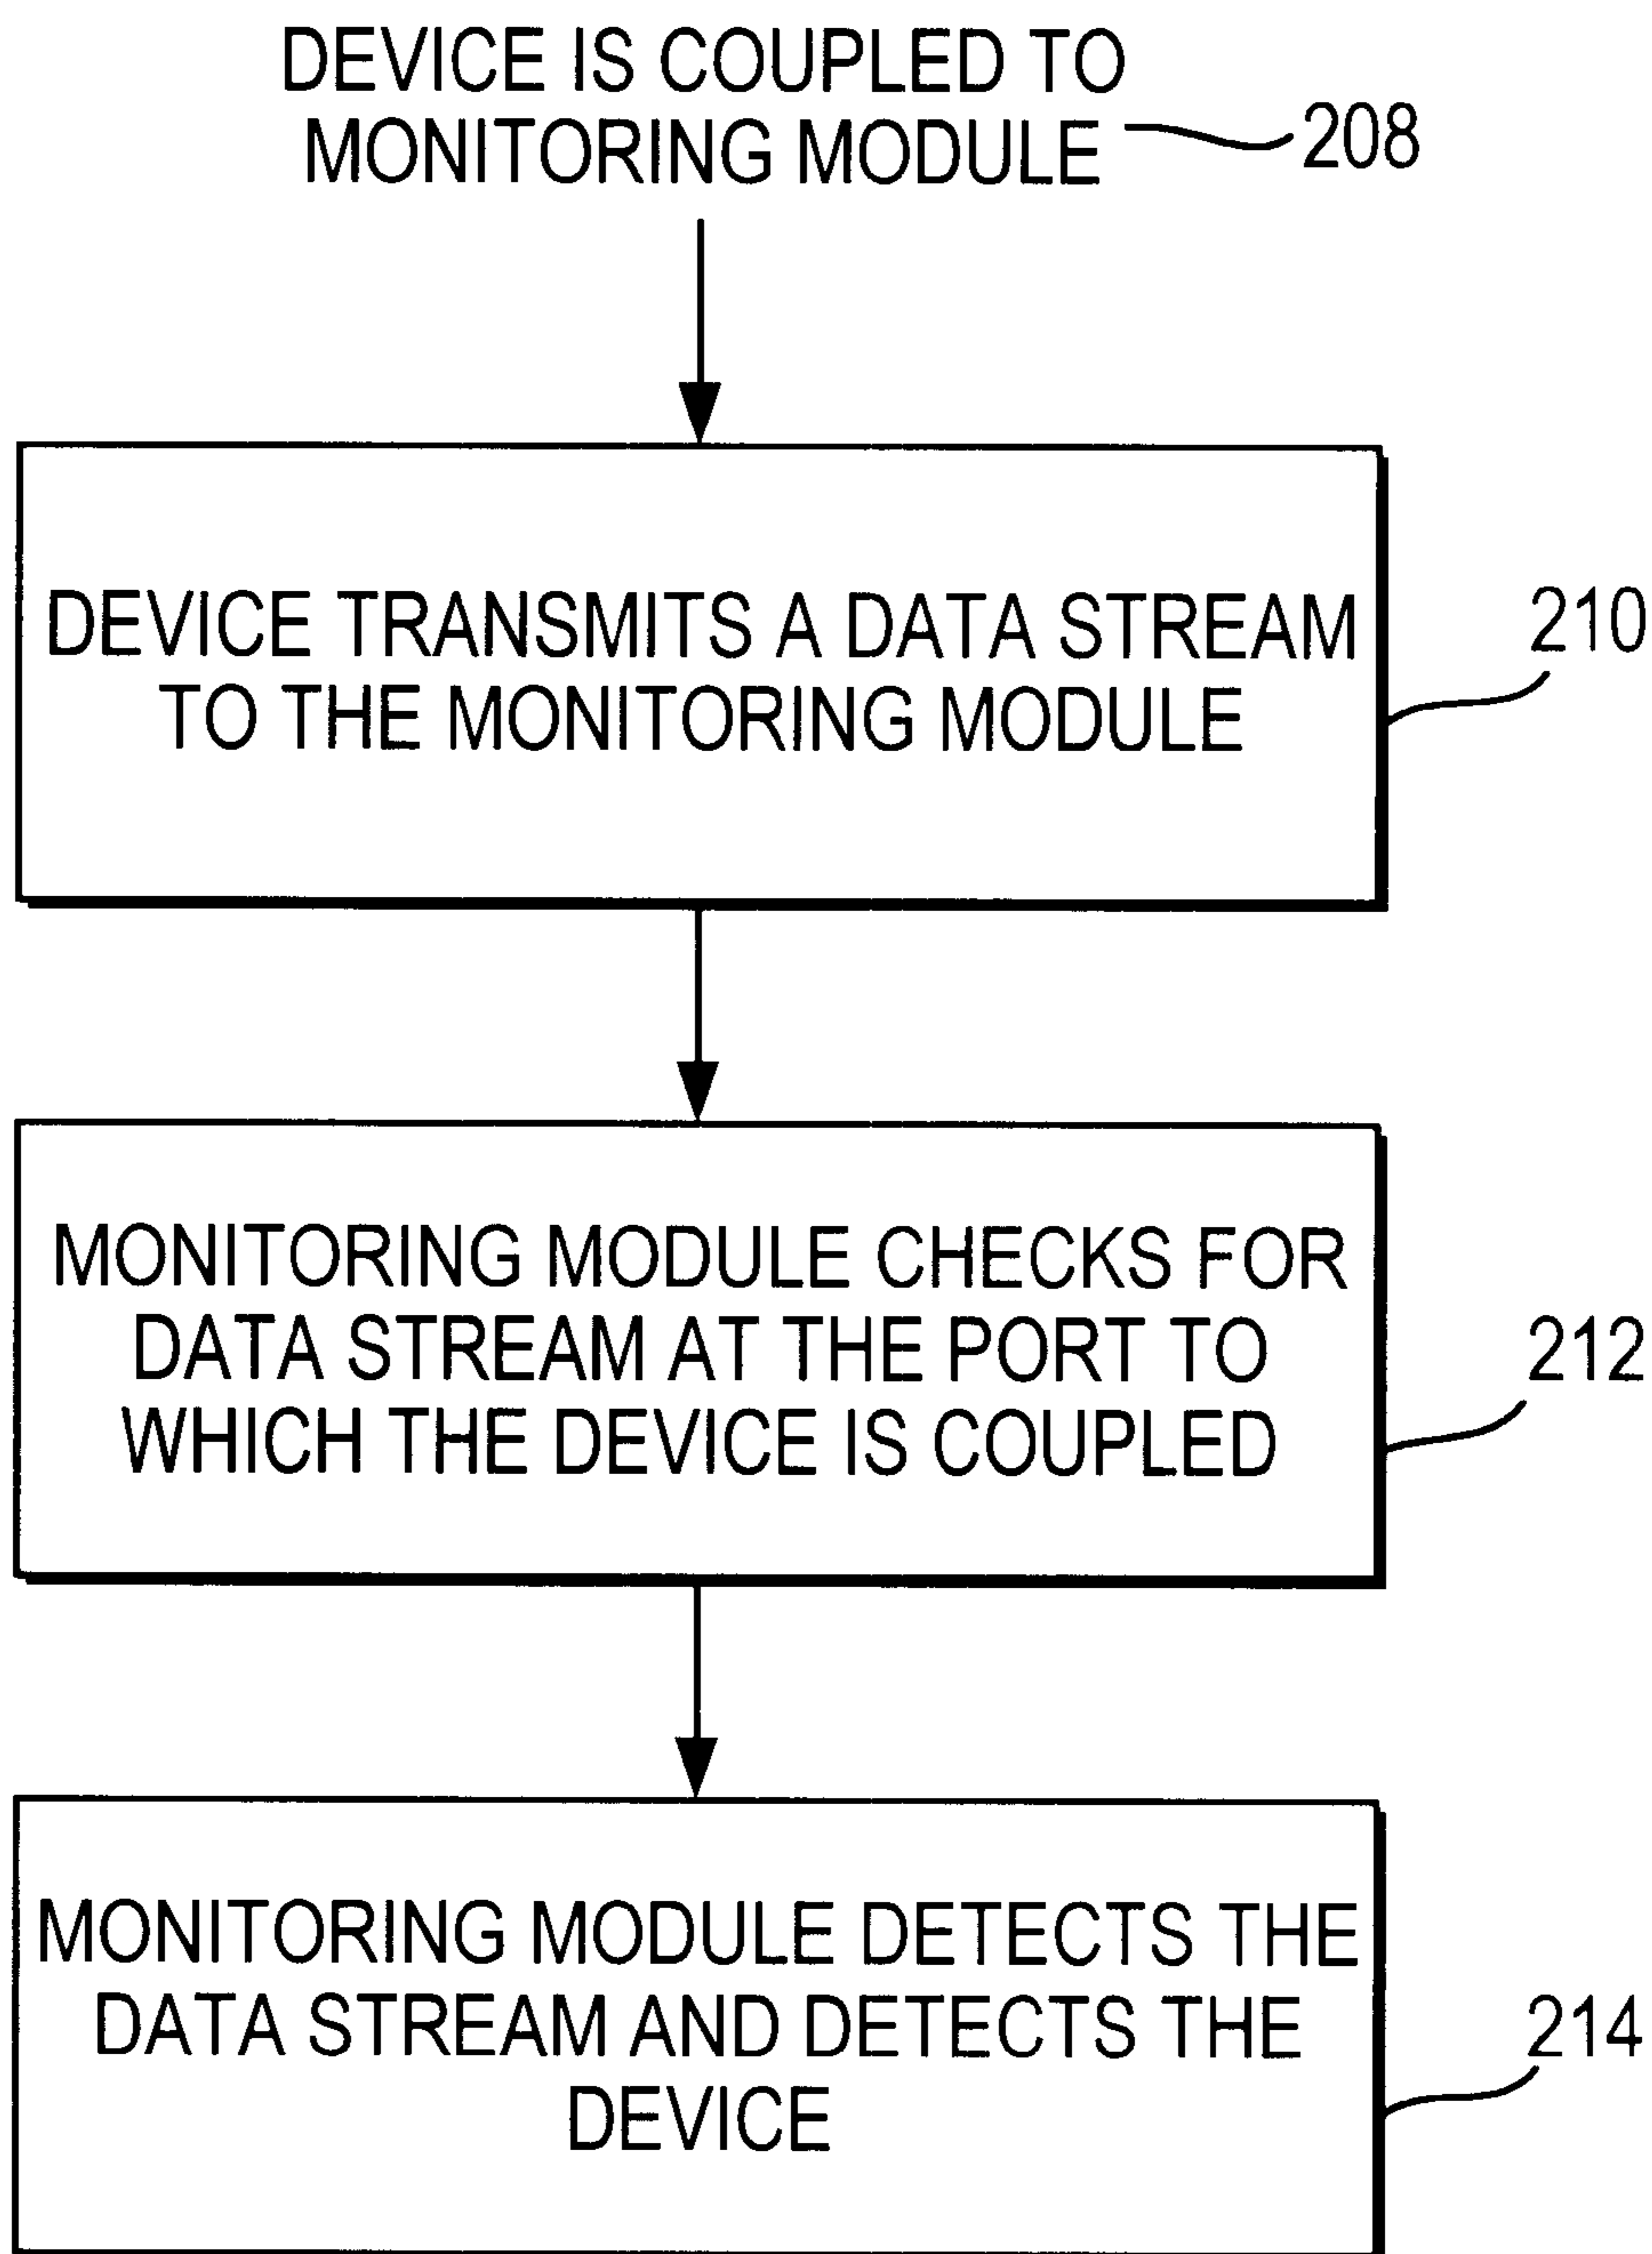 DEVICE IS COUPLED TO
MONITORING MODULE 208
DEVICE TRANSMITS A DATA STREAM
TO THE MONITORING MODULE
210
MONITORING MODULE CHECKS FOR
DATA STREAM AT THE PORT TO
WHICH THE DEVICE IS COUPLED
212
MONITORING MODULE DETECTS THE
DATA STREAM AND DETECTS THE
DEVICE
214